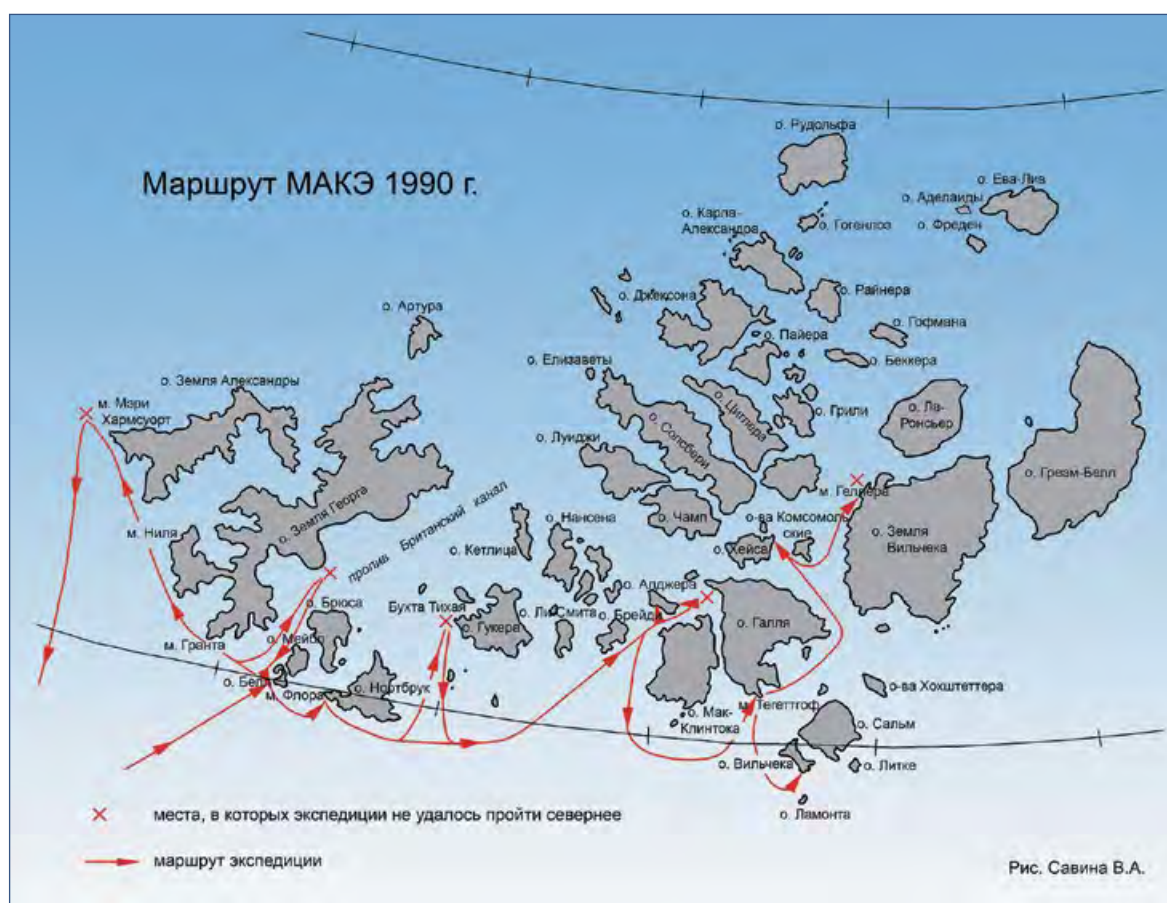 о. Рудольфа
Маршрут МАКЭ 1990 г.
о. Ева-Лив
о. Аделаиды
о. Фреден
о. Карла-
Александра
о. Гогенлоэ
о. Артура
о. Джексона
о. Райнера
о. Гофмана
о. Пайера
о. Беккера
о. Елизаветы
о. Земля Александры
м. Мэри
Хармсуорт
о. Циглера
о. Грили
о. Ла-
Ронсьер
о. Луиджи
о. Солсбери
о. Грэам-Белл
м. Гелпера
о. Земля Георга
пролив Британский канал
о. Чамп
о-ва Комсомоль
ские
о. Земля
Вильчека
м. Ниля
о. Нансена
о. Кетлица
о. Хейса
о. Алджера
о. Брюса
Бухта Тихая
о. Гукера
о. Ли-Смита
о. Брейди
о. Галля
м. Гранта
о. Мейбл
о. Белл
м. Флора
о. Нортбрук
о-ва Хохштеттера
м. Тегеттгоф
о. Мак-
Клинтока
о. Сальм
о. Вильчека
о. Литке
о. Ламонта
места, в которых экспедиции не удалось пройти севернее
маршрут экспедиции
Рис. Савина В.А.